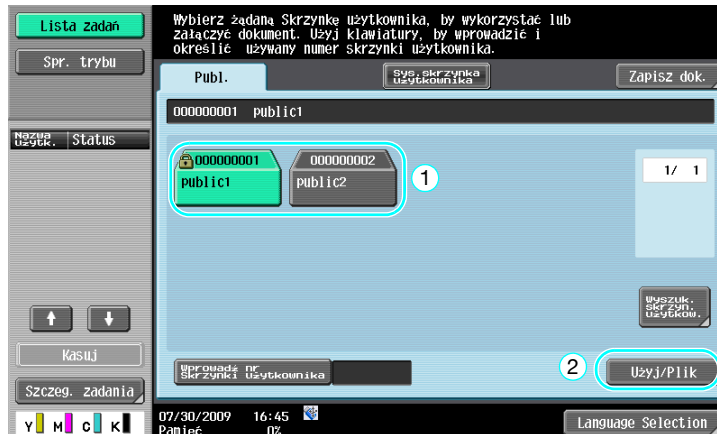 Lista zadań
Spr. trybu
Nazwa użytk.
Status
Kasuj
Szczeg. zadania
Y M C K
Wybierz żądaną Skrzynkę użytkownika, by wykorzystać lub
załączyć dokument. Użyj klawiatury, by wprowadzić i
określić używany numer skrzynki użytkownika.
Publ.
Sys.skrzynka
użytkownika
Zapisz dok.
000000001 public1
000000001
public1
000000002
public2
1
1/ 1
Wyszuk.
skrzyn.
użytkow.
Wprowadź nr
skrzynki użytkownika
2
Użyj/Plik
07/30/2009 16:45
Pamięć 0%
Language Selection